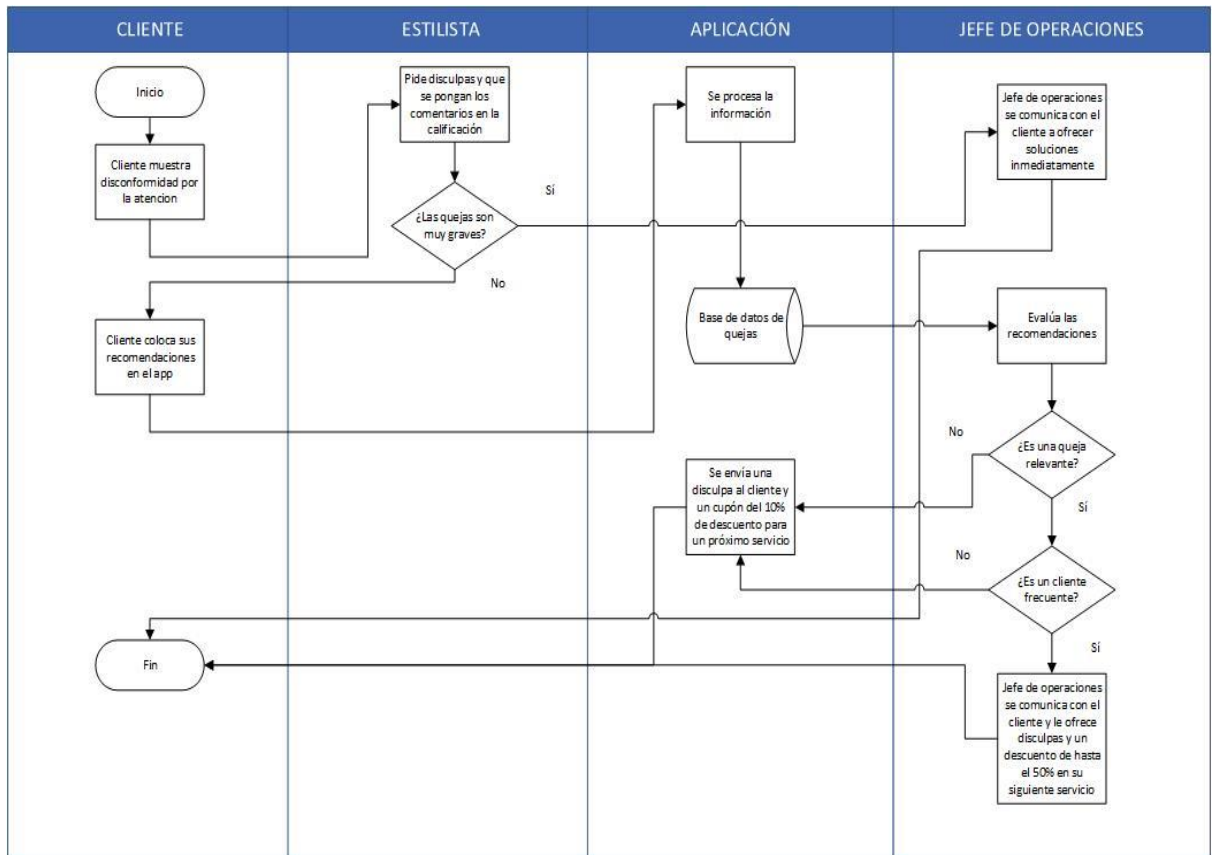 CLIENTE
ESTILISTA
APLICACIÓN
JEFE DE OPERACIONES
Inicio
Cliente muestra
disconformidad por
la atencion
Pide disculpas y que
se pongan los
comentarios en la
calificación
¿Las quejas son
muy graves?
Sí
No
Cliente coloca sus
recomendaciones
en el app
Se procesa la
información
Base de datos de
quejas
Jefe de operaciones
se comunica con el
cliente a ofrecer
soluciones
inmediatamente
Evalúa las
recomendaciones
¿Es una queja
relevante?
No
Sí
Se envía una
disculpa al cliente y
un cupón del 10%
de descuento para
un próximo servicio
¿Es un cliente
frecuente?
No
Sí
Jefe de operaciones
se comunica con el
cliente y le ofrece
disculpas y un
descuento de hasta
el 50% en su
siguiente servicio
Fin